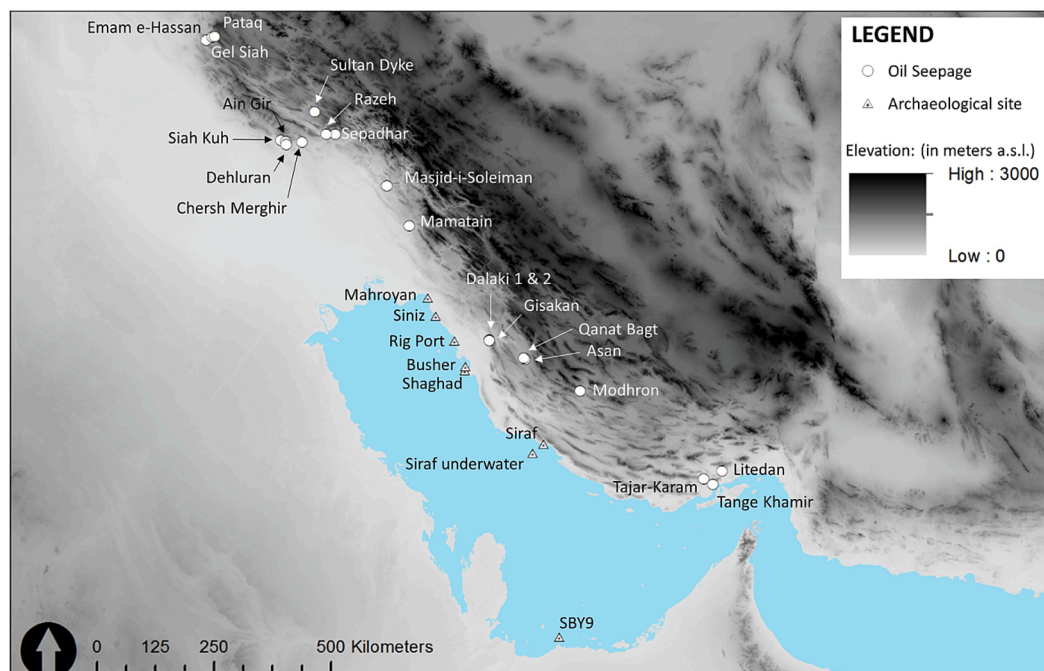 Emam e-Hassan
Pataq
Gel Siah
LEGEND
Oil Seepage
Archaeological site
Elevation: (in meters a.s.l.)
High : 3000
Low : 0
Sultan Dyke
Ain Gir
Razeh
Siah Kuh
Sepadhar
Dehluran
Chersh Merghir
Masjid-i-Soleiman
Mamatain
Dalaki 1 & 2
Mahroyan
Gisakan
Siniz
Qanat Bagt
Rig Port
Asan
Busher
Shaghad
Modhron
Siraf
Siraf underwater
Litedan
Tajar-Karam
Tange Khamir
SBY9
0 125 250 500 Kilometers